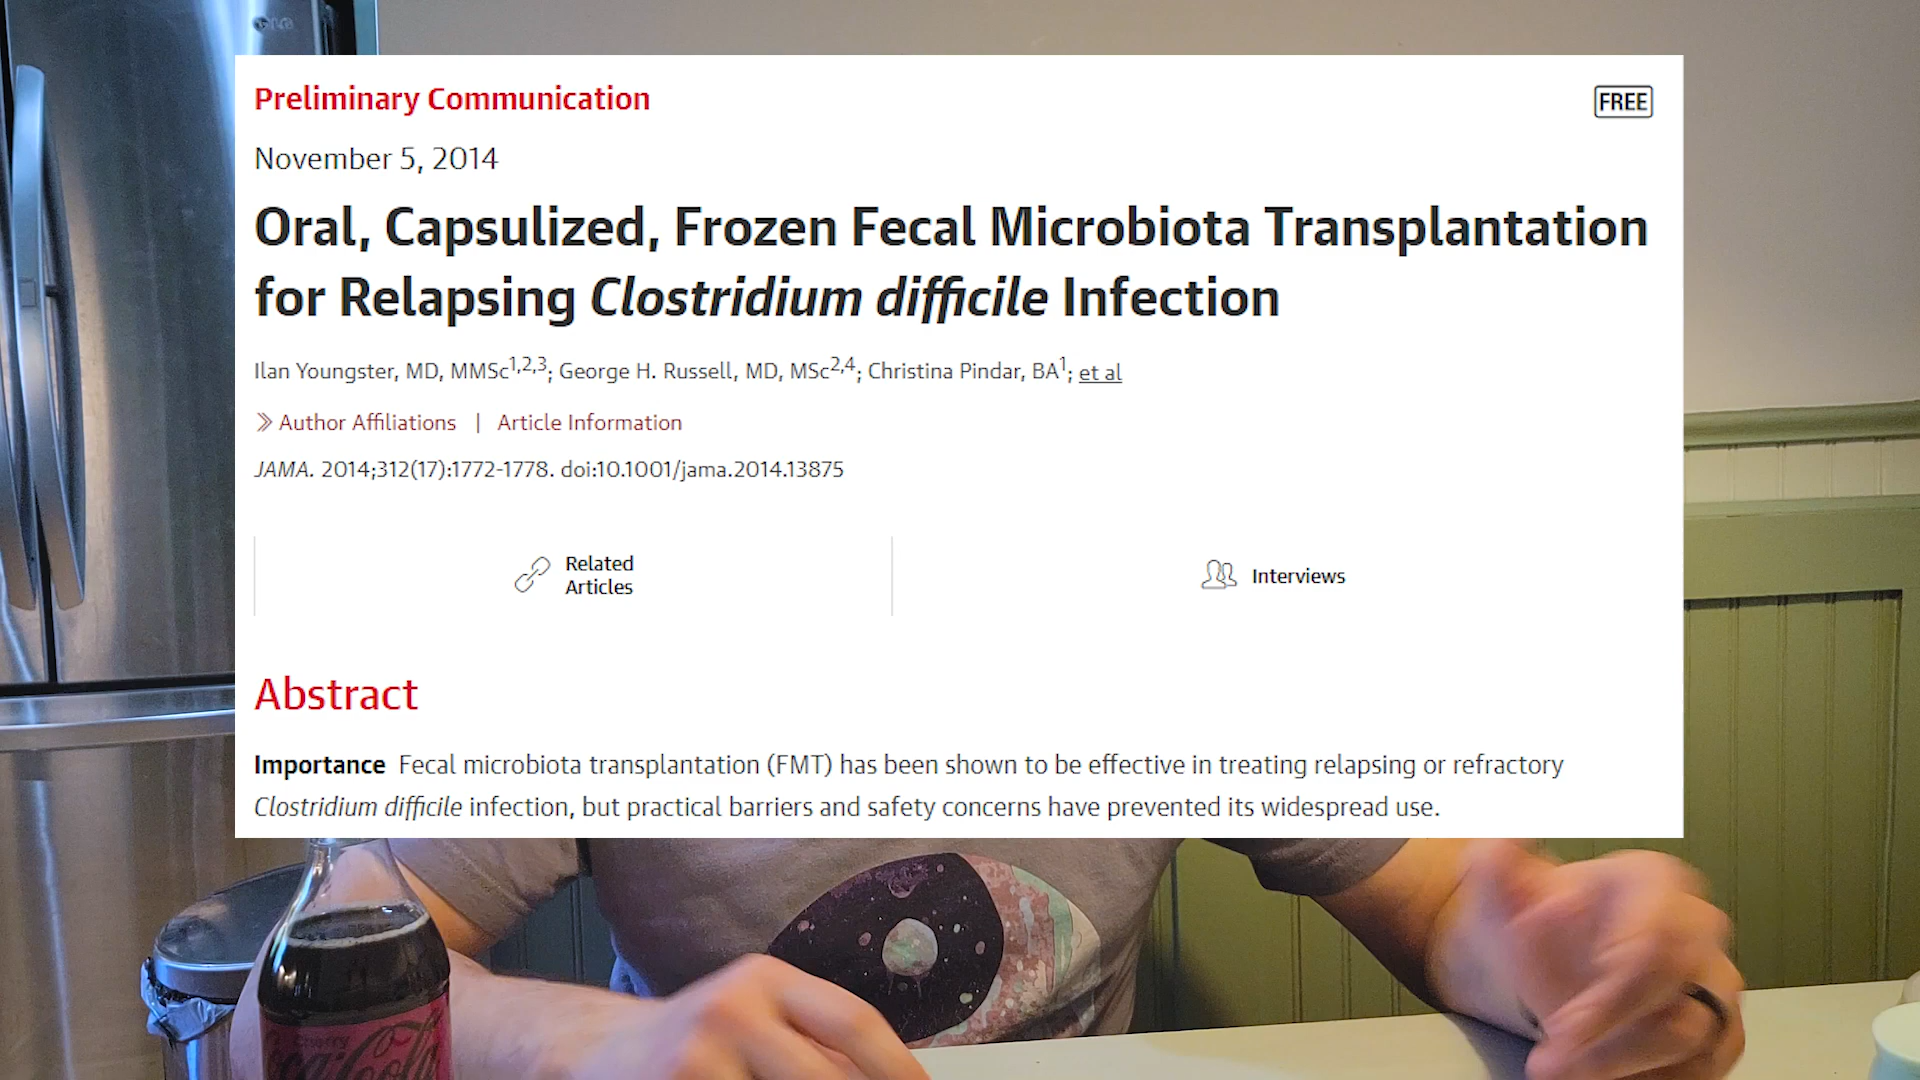 LG
Preliminary Communication
FREE
November 5, 2014
Oral, Capsulized, Frozen Fecal Microbiota Transplantation
for Relapsing Clostridium difficile Infection
Ilan Youngster, MD, MMSc1,2,3; George H. Russell, MD, MSc2,4; Christina Pindar, BA1; et al
Author Affiliations | Article Information
JAMA. 2014;312(17):1772-1778. doi:10.1001/jama.2014.13875
Related
Articles
Interviews
Abstract
Importance Fecal microbiota transplantation (FMT) has been shown to be effective in treating relapsing or refractory
Clostridium difficile infection, but practical barriers and safety concerns have prevented its widespread use.
Cherry
Coca-Cola